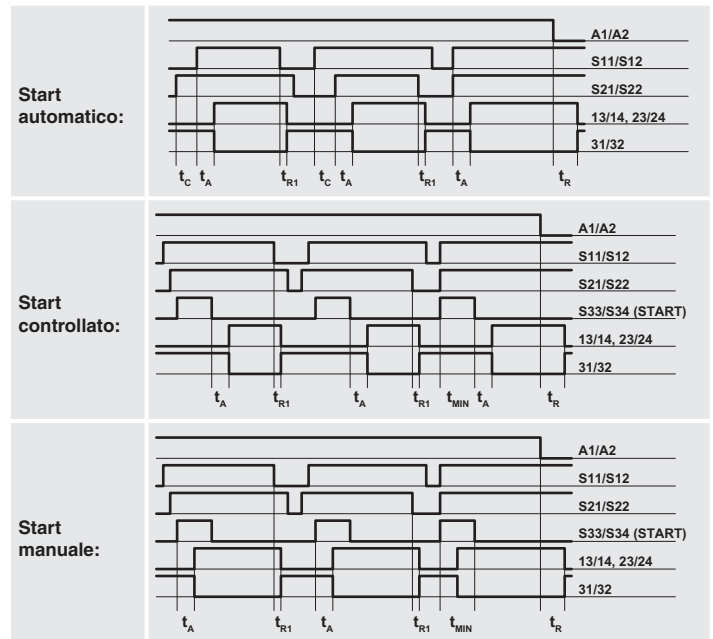 A1/A2
S11/S12
S21/S22
Start
automatico:
13/14, 23/24
31/32
tC tA tR1 tC tA tR1 tA tR
A1/A2
S11/S12
S21/S22
Start
controllato:
S33/S34 (START)
13/14, 23/24
31/32
tA tR1 tA tR1 tMIN tA tR
A1/A2
S11/S12
S21/S22
Start
manuale:
S33/S34 (START)
13/14, 23/24
31/32
tA tR1 tA tR1 tMIN tR